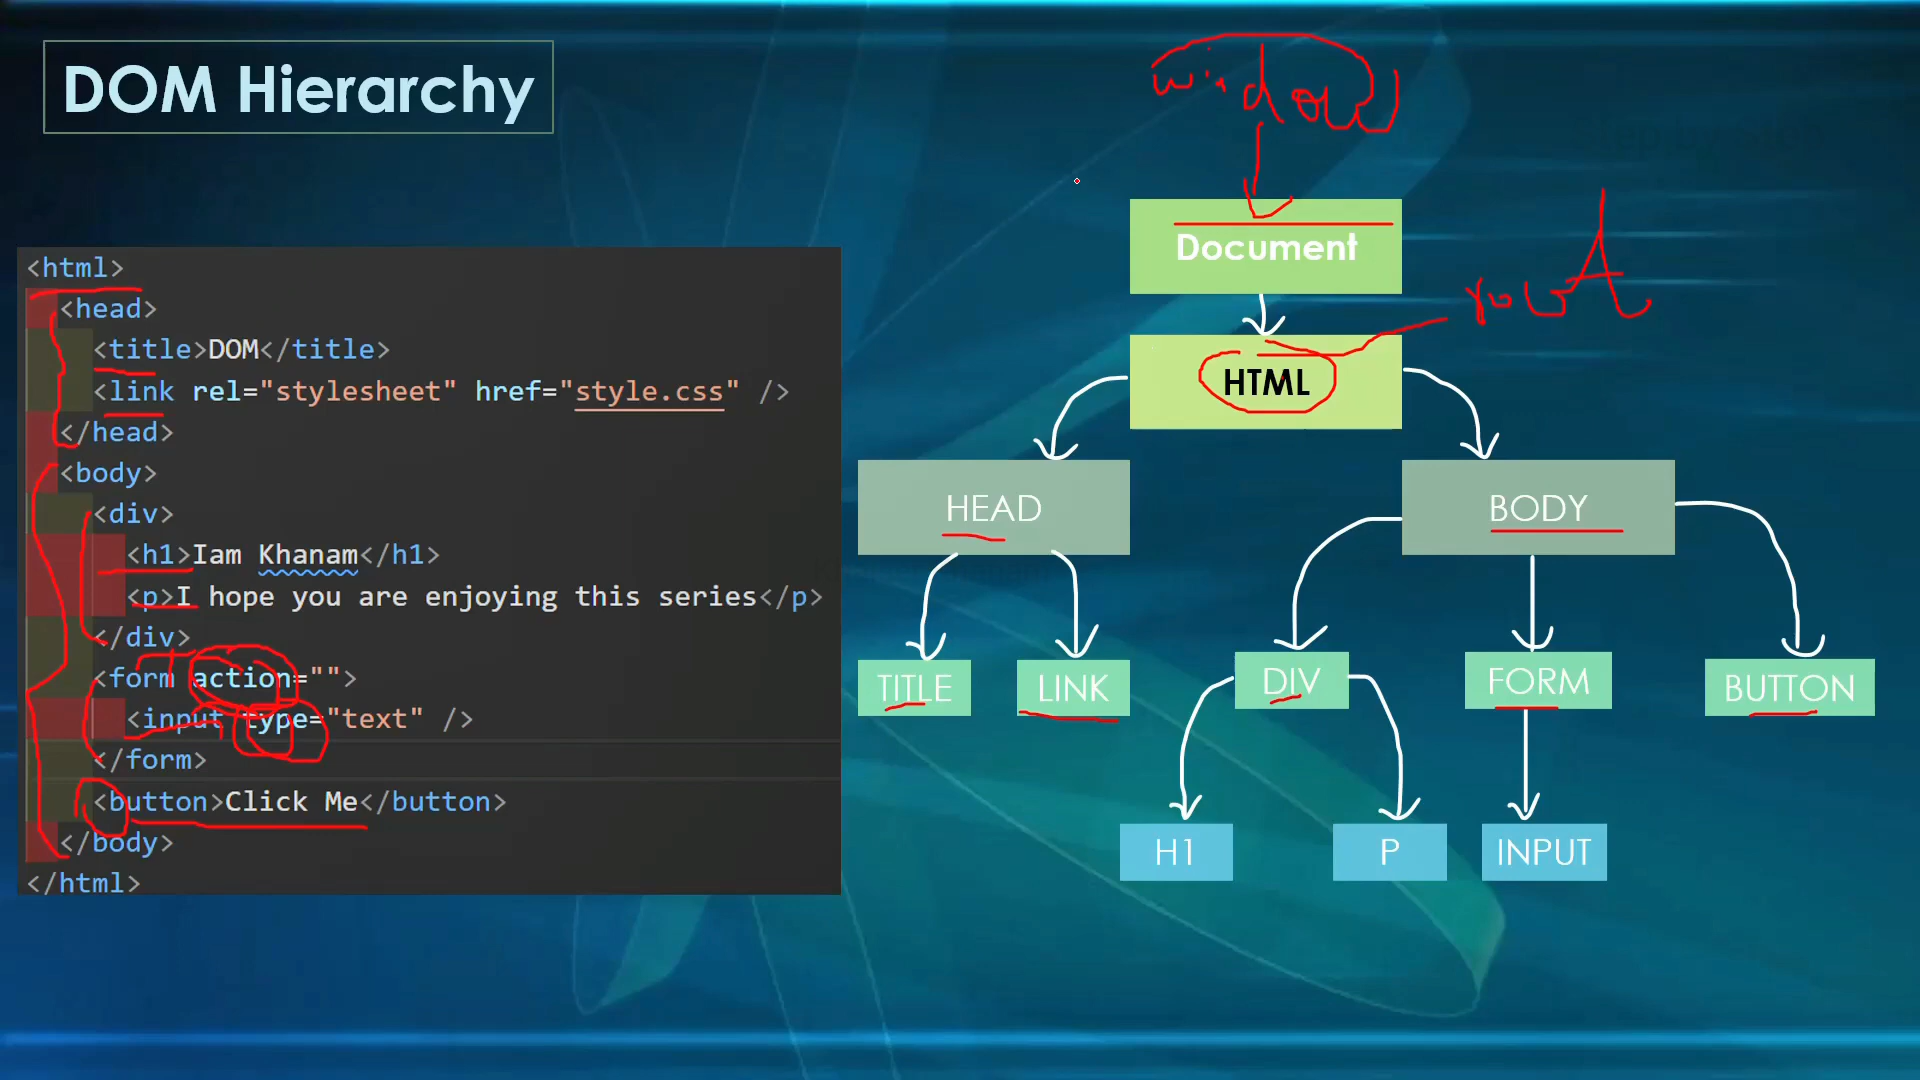 DOM Hierarchy
window
Document
root
HTML
HEAD
BODY
TITLE
LINK
DIV
FORM
BUTTON
H1
P
INPUT
<html>
<head>
<title>DOM</title>
<link rel="stylesheet" href="style.css" />
</head>
<body>
<div>
<h1>Iam Khanam</h1>
<p>I hope you are enjoying this series</p>
</div>
<form action="">
<input type="text" />
</form>
<button>Click Me</button>
</body>
</html>